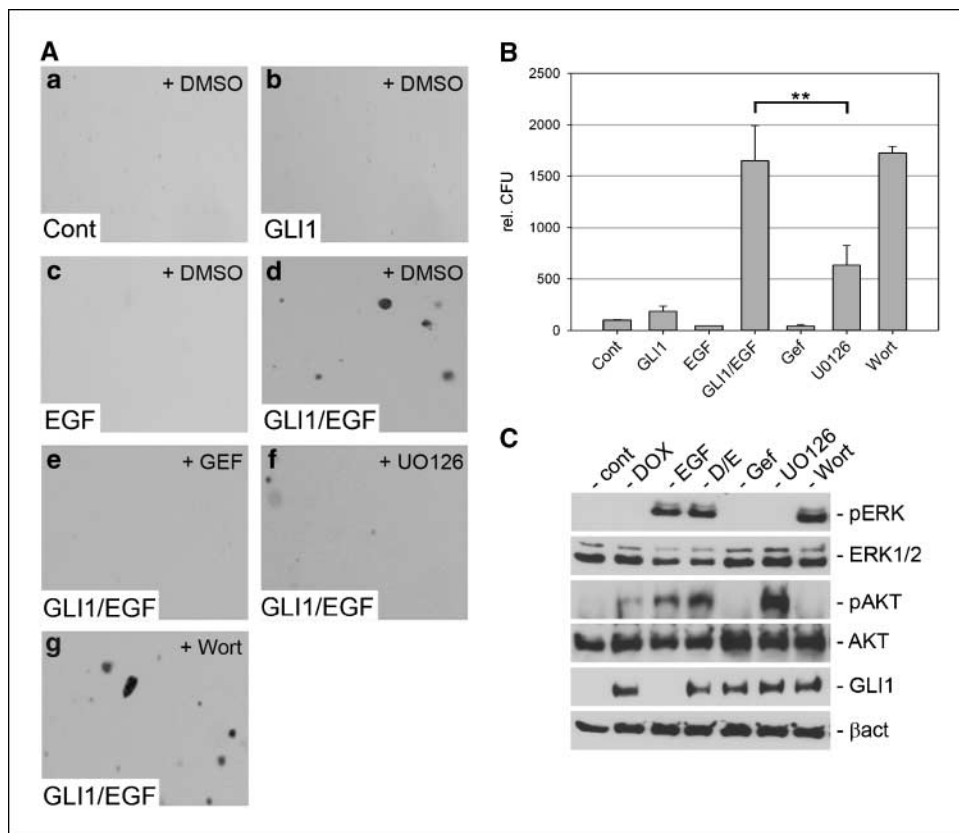 A
a
+ DMSO
Cont
b
+ DMSO
GLI1
c
+ DMSO
EGF
d
+ DMSO
GLI1/EGF
e
+ GEF
GLI1/EGF
f
+ UO126
GLI1/EGF
g
+ Wort
GLI1/EGF
B
rel. CFU
2500
2000
1500
1000
500
0
**
Cont
GLI1
EGF
GLI1/EGF
Gef
U0126
Wort
C
- cont
- DOX
- EGF
- D/E
- Gef
- UO126
- Wort
- pERK
- ERK1/2
- pAKT
- AKT
- GLI1
- βact